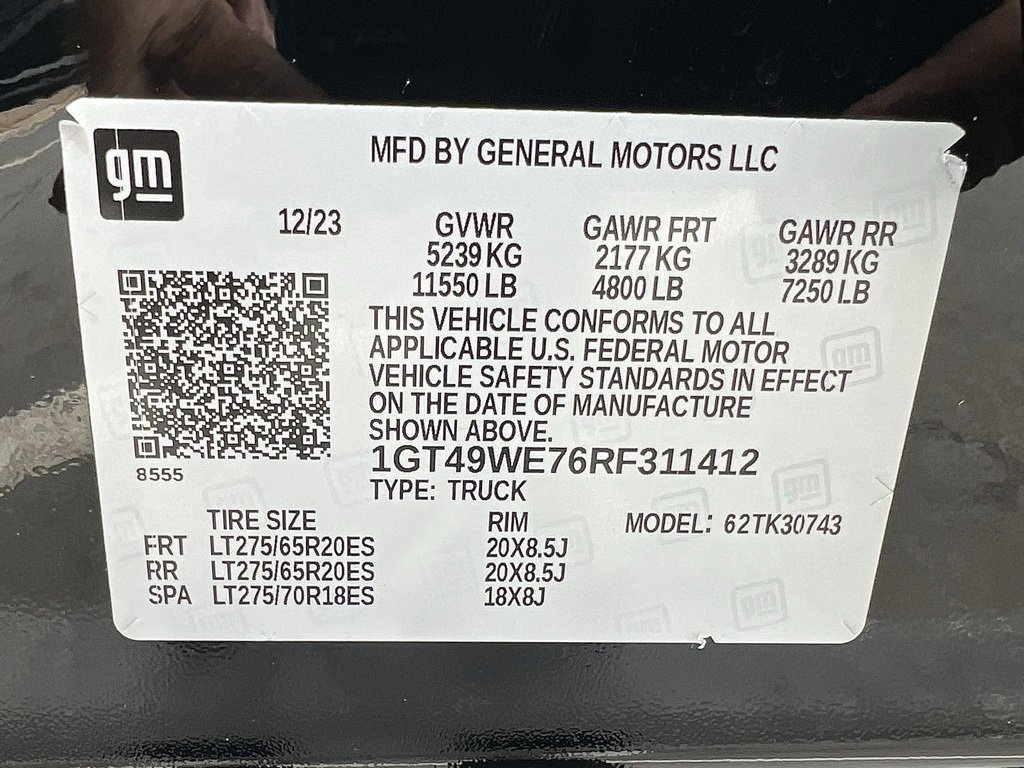 gm
MFD BY GENERAL MOTORS LLC
12/23 GVWR GAWR FRT GAWR RR
5239 KG 2177 KG 3289 KG
11550 LB 4800 LB 7250 LB
THIS VEHICLE CONFORMS TO ALL
APPLICABLE U.S. FEDERAL MOTOR
VEHICLE SAFETY STANDARDS IN EFFECT
ON THE DATE OF MANUFACTURE
SHOWN ABOVE.
8555
1GT49WE76RF311412
TYPE: TRUCK
TIRE SIZE RIM MODEL: 62TK30743
FRT LT275/65R20ES 20X8.5J
RR LT275/65R20ES 20X8.5J
SPA LT275/70R18ES 18X8J